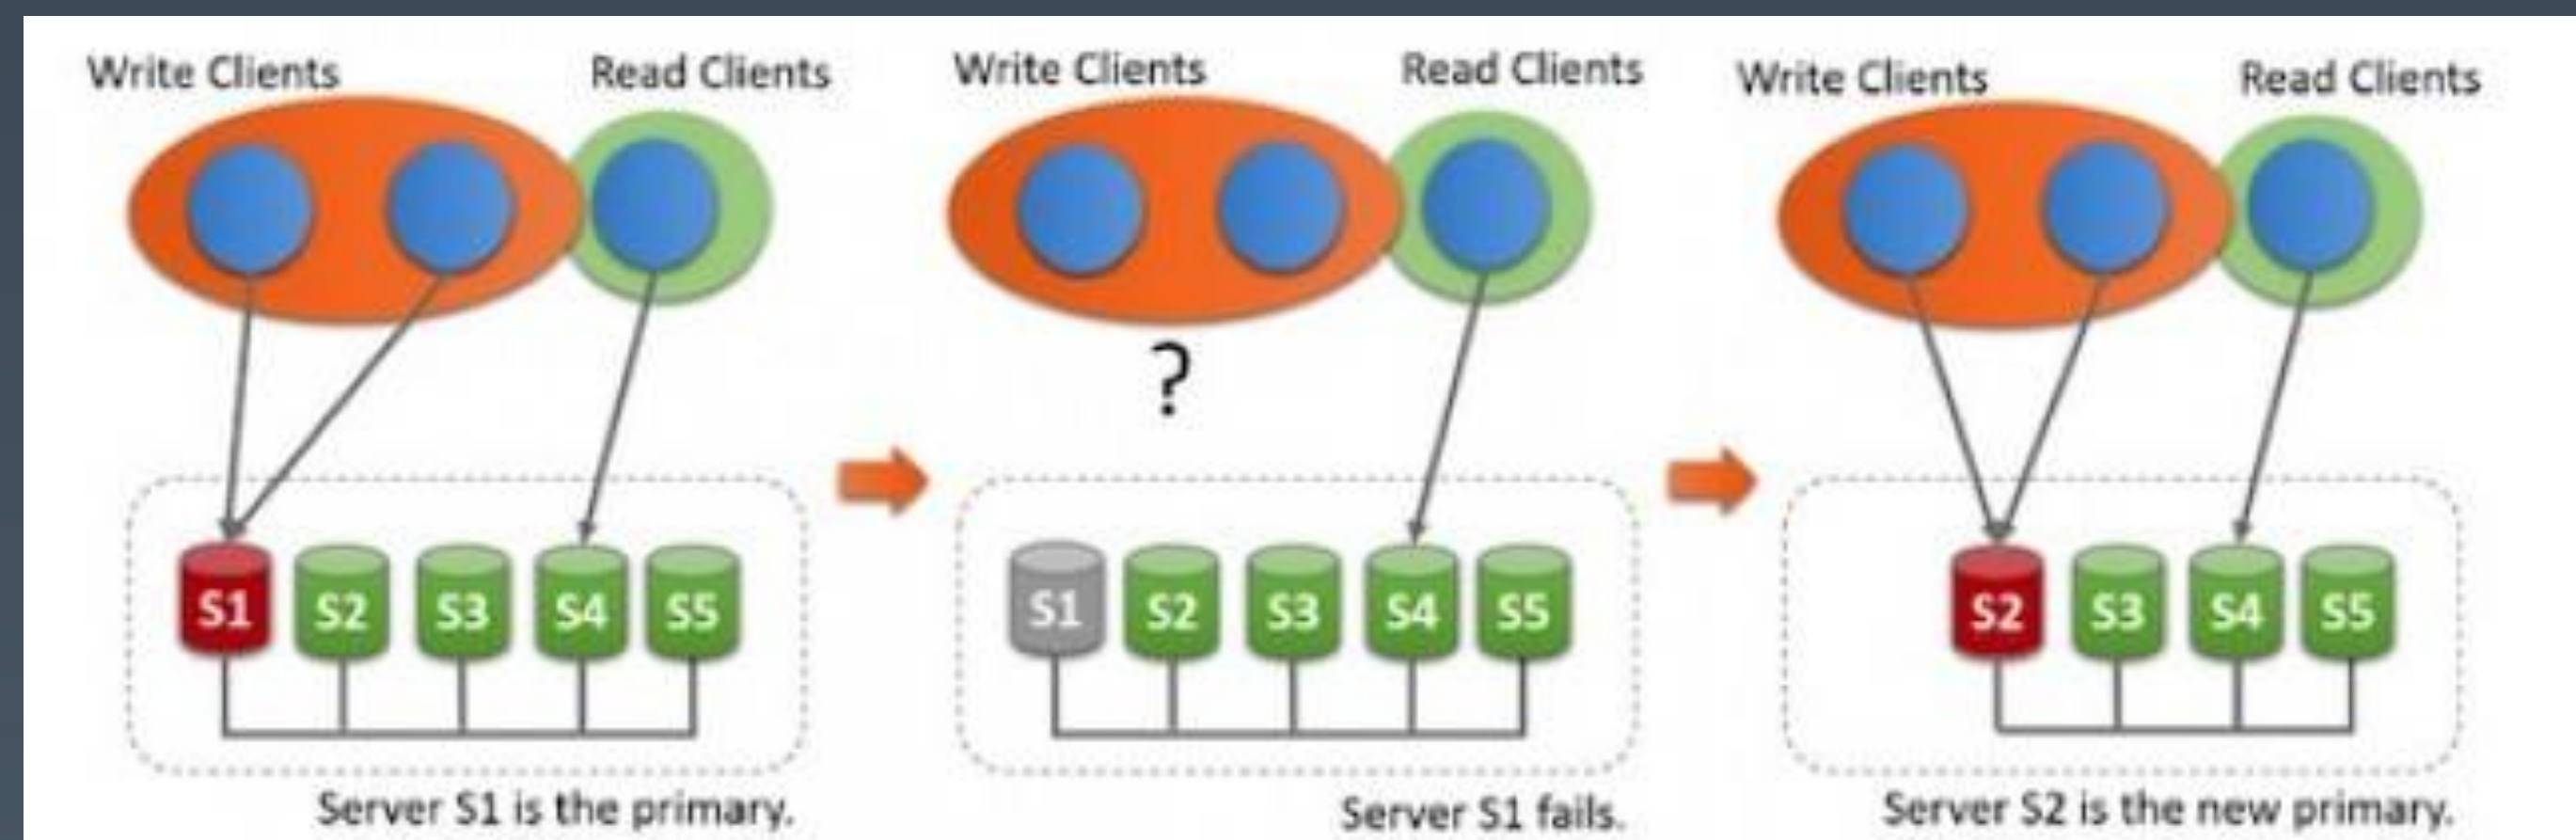 Write Clients
Read Clients
S1
S2
S3
S4
S5
Server S1 is the primary.
Write Clients
Read Clients
?
S1
S2
S3
S4
S5
Server S1 fails.
Write Clients
Read Clients
S2
S3
S4
S5
Server S2 is the new primary.